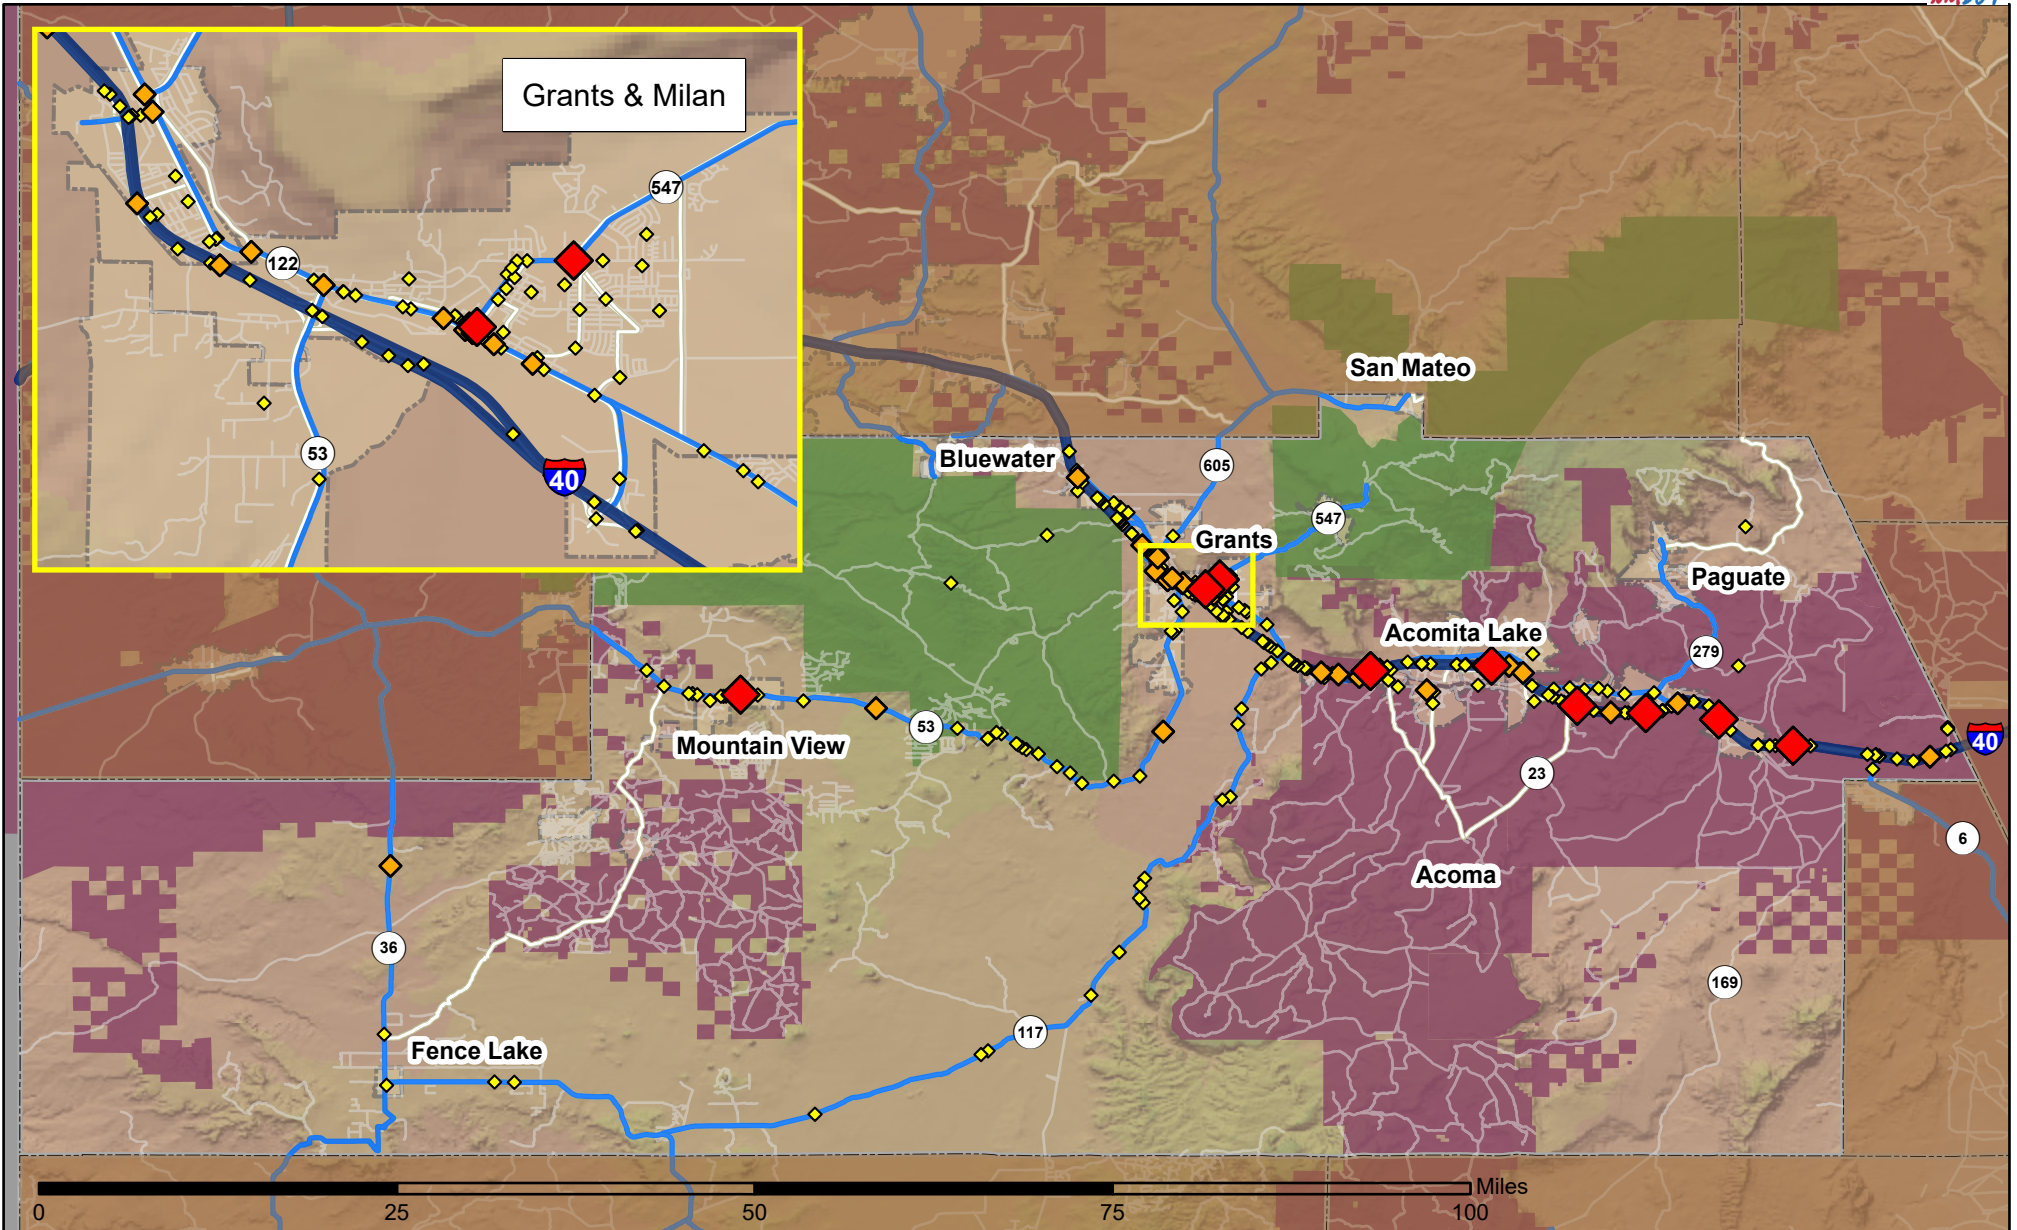 Grants & Milan
547
122
53
40
San Mateo
Bluewater
605
547
Grants
Paguate
Acomita Lake
279
Mountain View
53
40
23
6
Acoma
36
169
117
Fence Lake
Miles
0 25 50 75 100